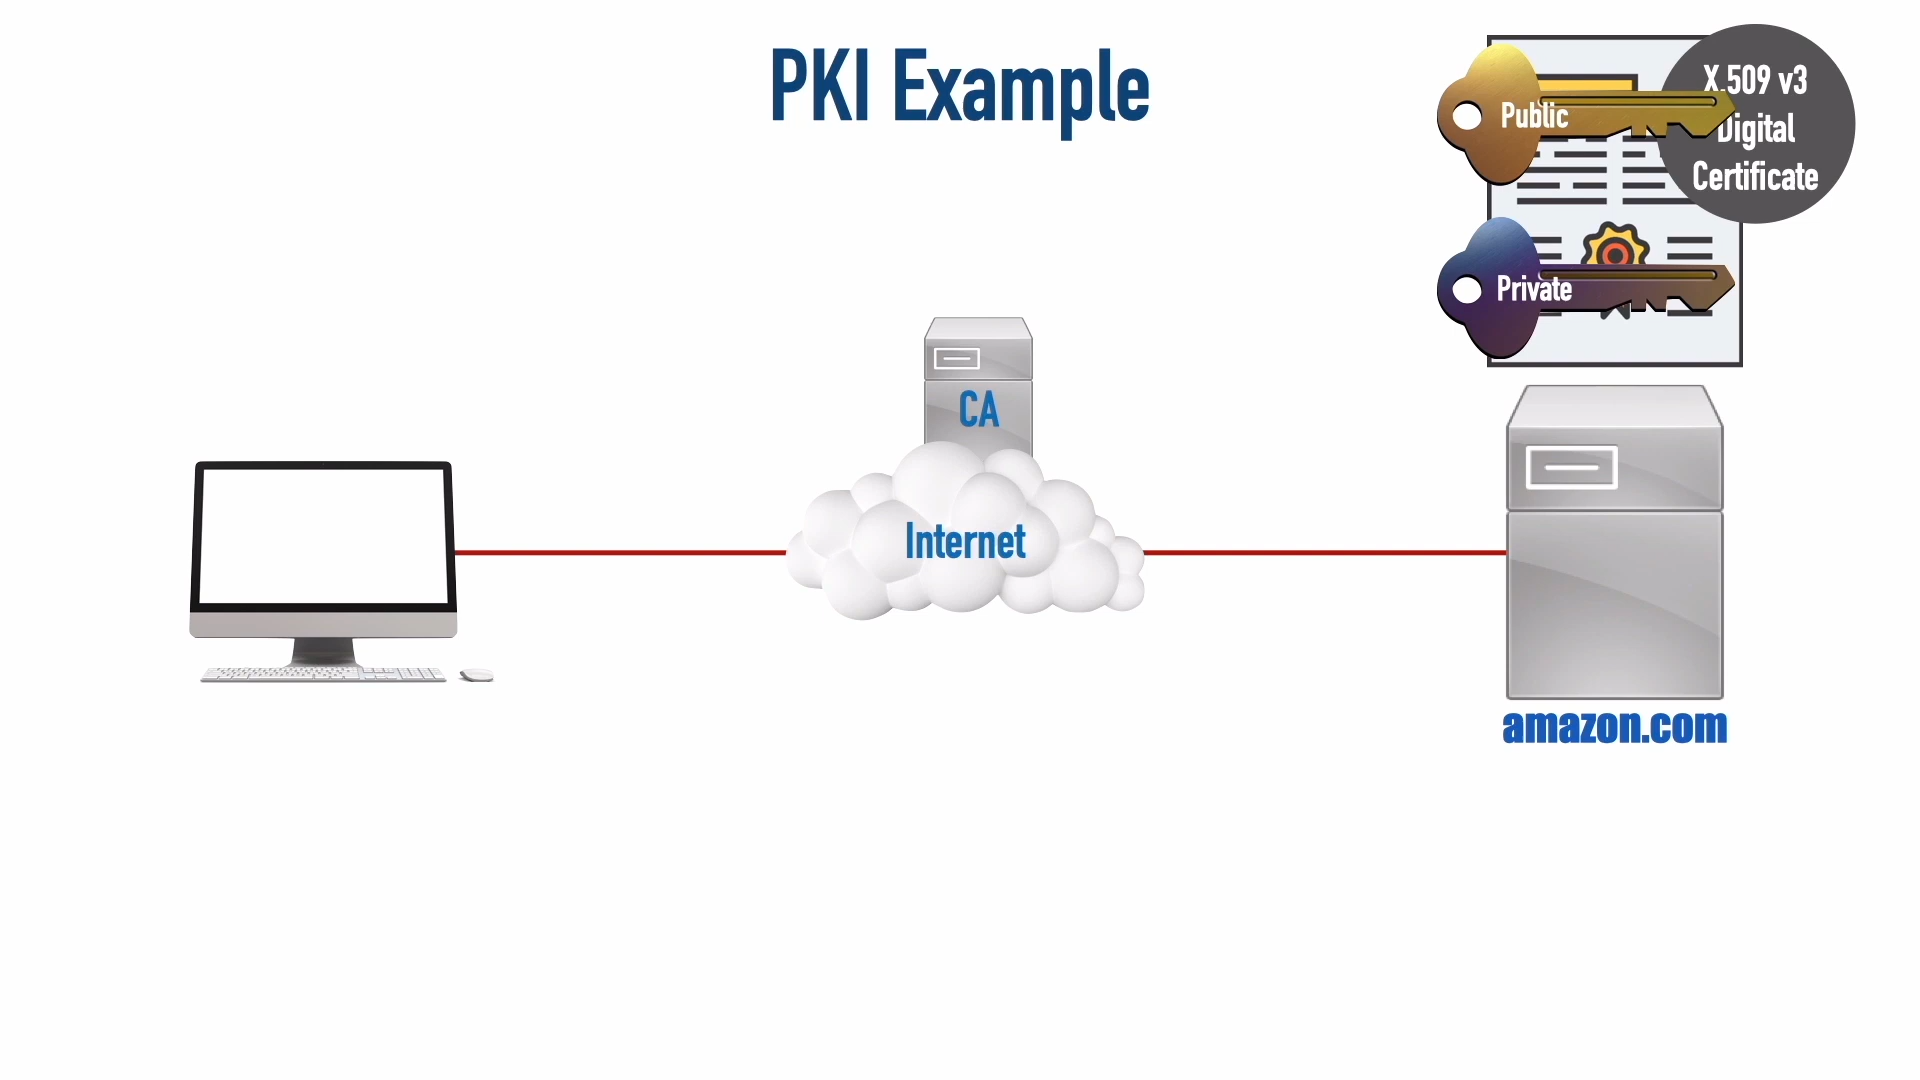 PKI Example
X.509 v3
Digital
Certificate
Public
Private
CA
Internet
amazon.com